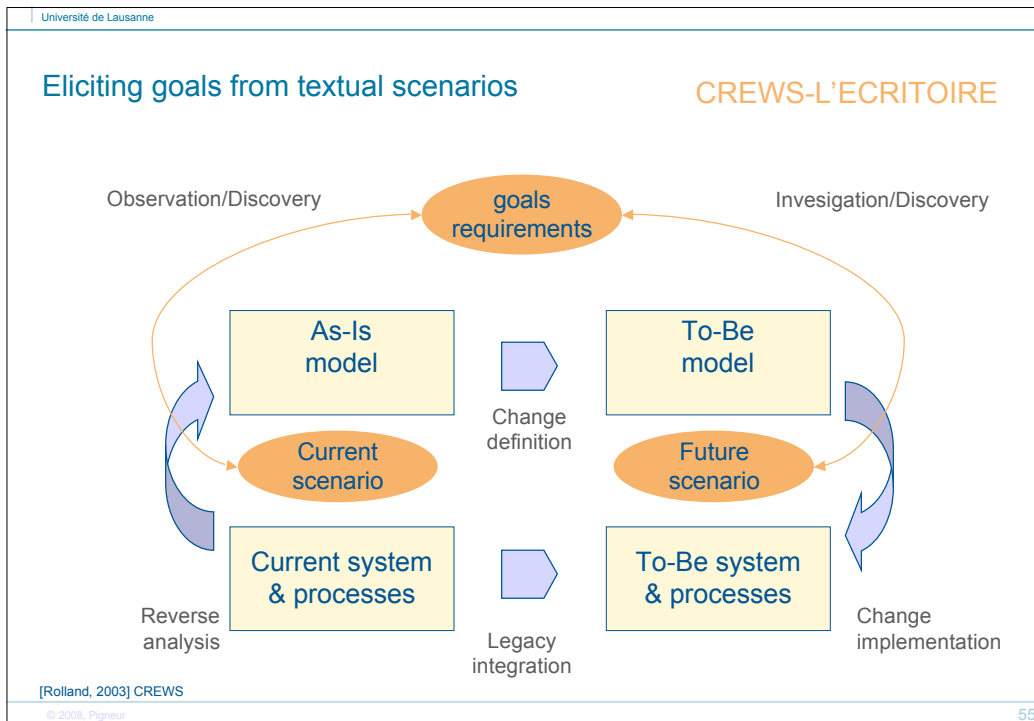 Université de Lausanne
Eliciting goals from textual scenarios
CREWS-L’ECRITOIRE
Observation/Discovery
goals
requirements
Invesigation/Discovery
As-Is
model
To-Be
model
Change
definition
Current
scenario
Future
scenario
Current system
& processes
To-Be system
& processes
Reverse
analysis
Legacy
integration
Change
implementation
[Rolland, 2003] CREWS
© 2008, Pigneur
55